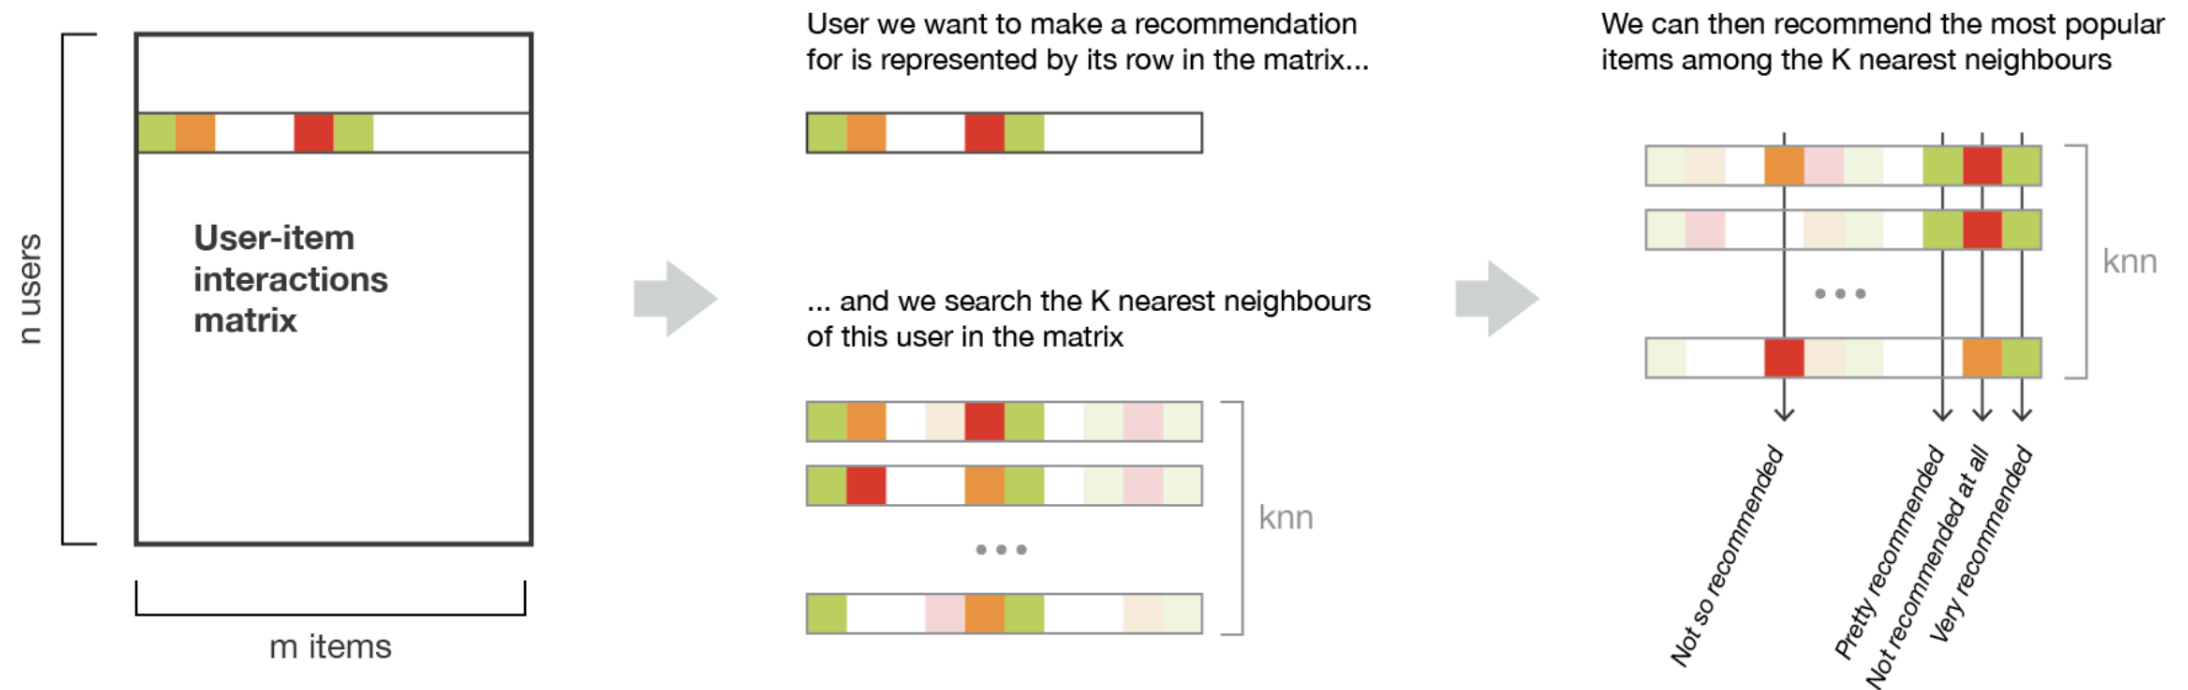 n users
User-item
interactions
matrix
m items
User we want to make a recommendation
for is represented by its row in the matrix...
... and we search the K nearest neighbours
of this user in the matrix
knn
We can then recommend the most popular
items among the K nearest neighbours
knn
Not so recommended
Pretty recommended
Not recommended at all
Very recommended